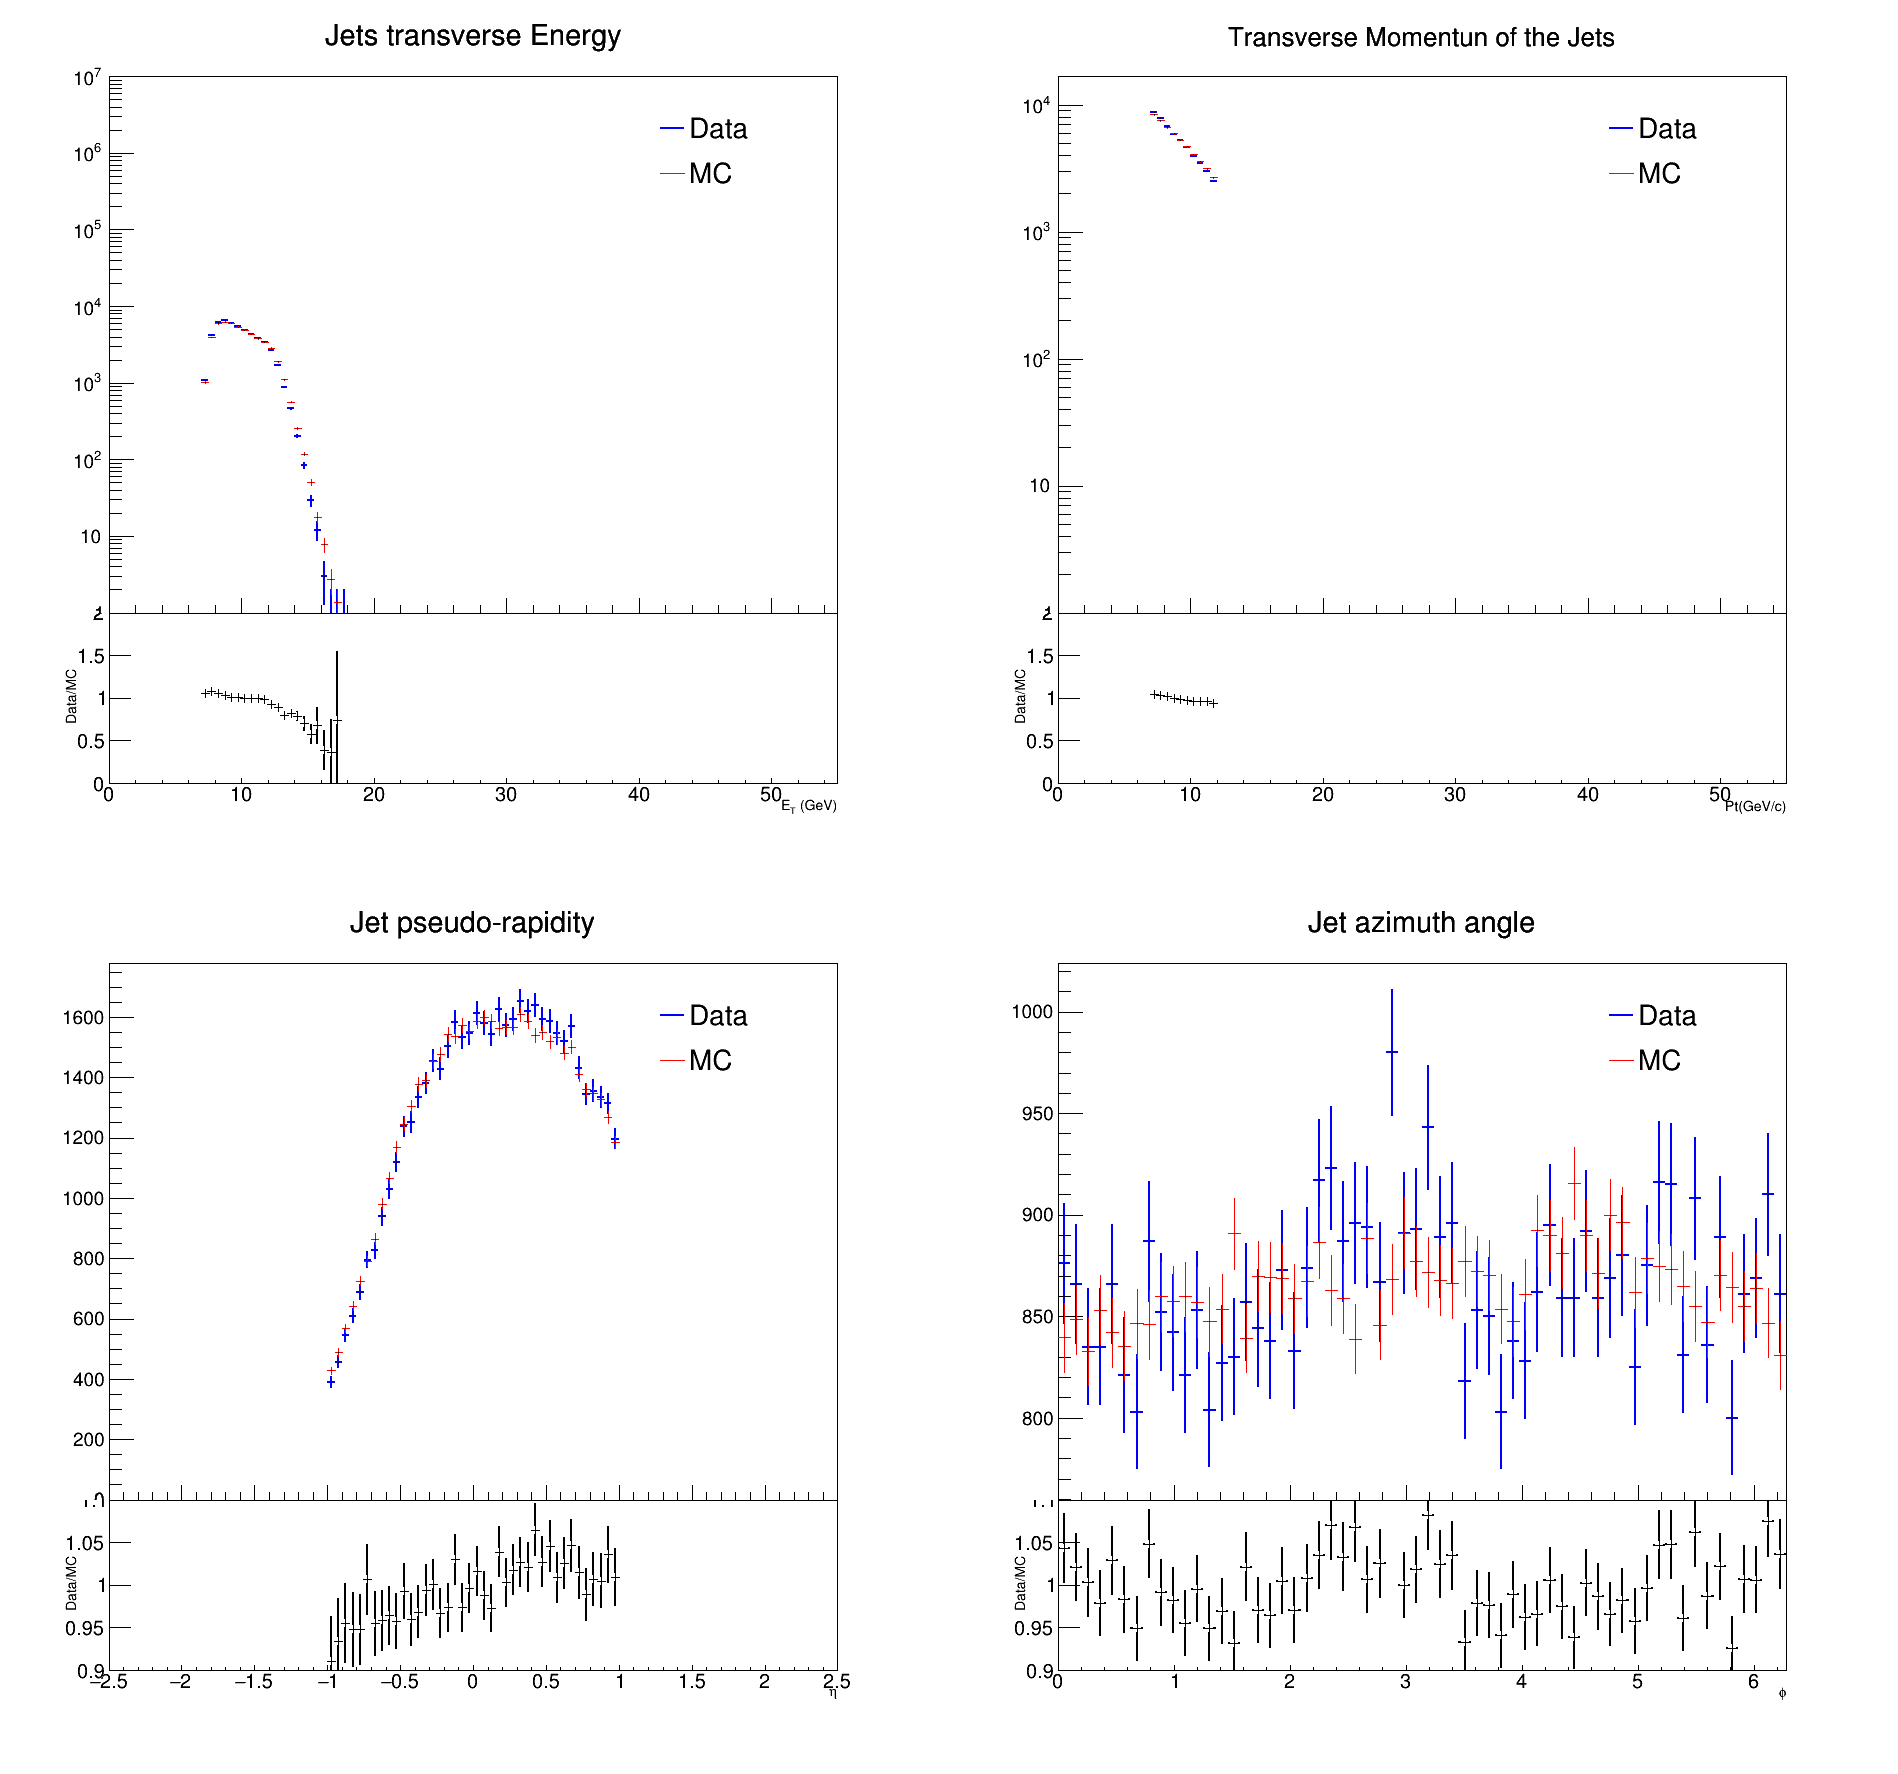 Jets transverse Energy
10^7
10^6
10^5
10^4
10^3
10^2
10
Data
MC
2
1.5
1
0.5
0
Data/MC
0 10 20 30 40 50
E_T (GeV)
Transverse Momentun of the Jets
10^4
10^3
10^2
10
Data
MC
2
1.5
1
0.5
0
Data/MC
0 10 20 30 40 50
Pt(GeV/c)
Jet pseudo-rapidity
1600
1400
1200
1000
800
600
400
200
Data
MC
1.05
1
0.95
0.9
Data/MC
−2.5 −2 −1.5 −1 −0.5 0 0.5 1 1.5 2 2.5
η
Jet azimuth angle
1000
950
900
850
800
Data
MC
1.05
1
0.95
0.9
Data/MC
0 1 2 3 4 5 6
ϕ